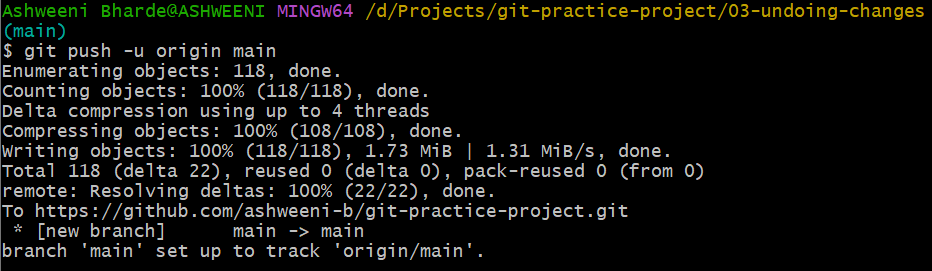 Ashweeni Bharde@ASHWEENI MINGW64 /d/Projects/git-practice-project/03-undoing-changes
(main)
$ git push -u origin main
Enumerating objects: 118, done.
Counting objects: 100% (118/118), done.
Delta compression using up to 4 threads
Compressing objects: 100% (108/108), done.
Writing objects: 100% (118/118), 1.73 MiB | 1.31 MiB/s, done.
Total 118 (delta 22), reused 0 (delta 0), pack-reused 0 (from 0)
remote: Resolving deltas: 100% (22/22), done.
To https://github.com/ashweeni-b/git-practice-project.git
 * [new branch]      main -> main
branch 'main' set up to track 'origin/main'.